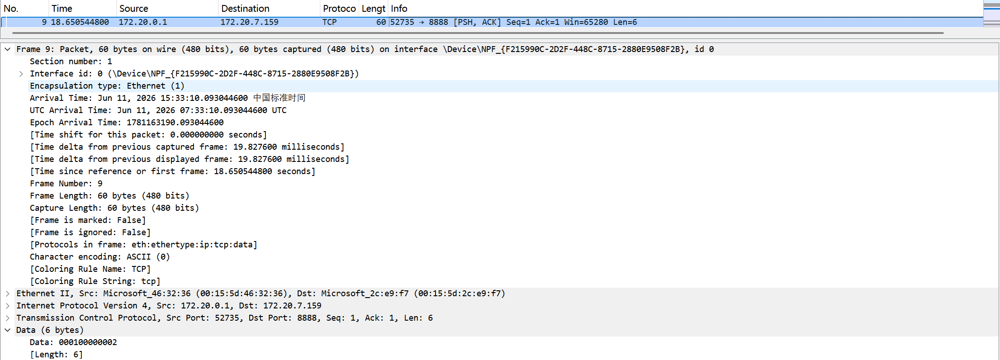 No. Time Source Destination Protoco Lengt Info
9 18.650544800 172.20.0.1 172.20.7.159 TCP 60 52735 → 8888 [PSH, ACK] Seq=1 Ack=1 Win=65280 Len=6
Frame 9: Packet, 60 bytes on wire (480 bits), 60 bytes captured (480 bits) on interface \Device\NPF_{F215990C-2D2F-448C-8715-2880E9508F2B}, id 0
Section number: 1
Interface id: 0 (\Device\NPF_{F215990C-2D2F-448C-8715-2880E9508F2B})
Encapsulation type: Ethernet (1)
Arrival Time: Jun 11, 2026 15:33:10.093044600 中国标准时间
UTC Arrival Time: Jun 11, 2026 07:33:10.093044600 UTC
Epoch Arrival Time: 1781163190.093044600
[Time shift for this packet: 0.000000000 seconds]
[Time delta from previous captured frame: 19.827600 milliseconds]
[Time delta from previous displayed frame: 19.827600 milliseconds]
[Time since reference or first frame: 18.650544800 seconds]
Frame Number: 9
Frame Length: 60 bytes (480 bits)
Capture Length: 60 bytes (480 bits)
[Frame is marked: False]
[Frame is ignored: False]
[Protocols in frame: eth:ethertype:ip:tcp:data]
Character encoding: ASCII (0)
[Coloring Rule Name: TCP]
[Coloring Rule String: tcp]
Ethernet II, Src: Microsoft_46:32:36 (00:15:5d:46:32:36), Dst: Microsoft_2c:e9:f7 (00:15:5d:2c:e9:f7)
Internet Protocol Version 4, Src: 172.20.0.1, Dst: 172.20.7.159
Transmission Control Protocol, Src Port: 52735, Dst Port: 8888, Seq: 1, Ack: 1, Len: 6
Data (6 bytes)
Data: 000100000002
[Length: 6]